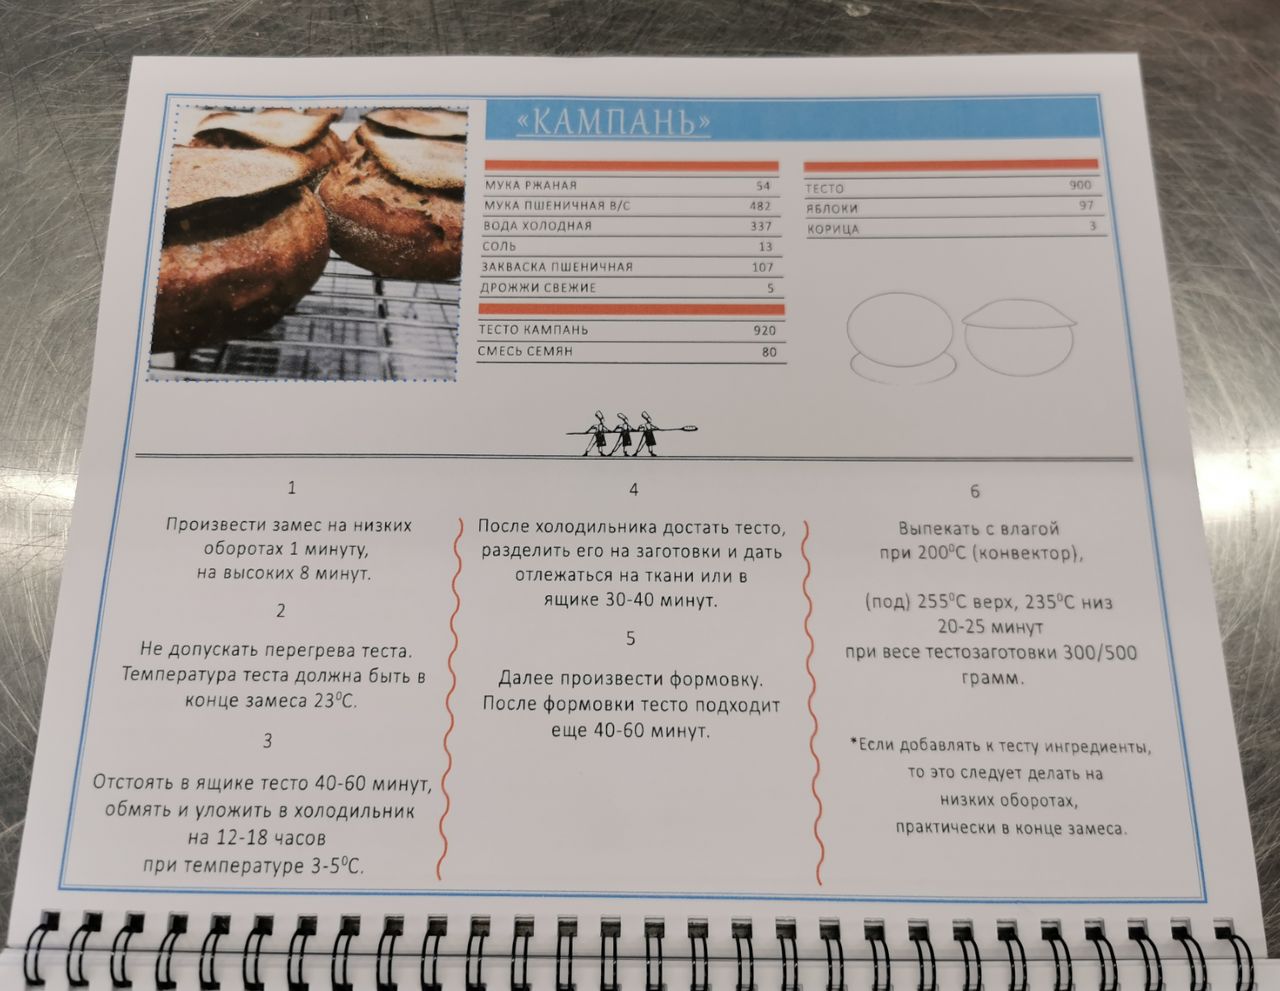 «КАМПАНЬ»
МУКА РЖАНАЯ 54
МУКА ПШЕНИЧНАЯ В/С 482
ВОДА ХОЛОДНАЯ 337
СОЛЬ 13
ЗАКВАСКА ПШЕНИЧНАЯ 107
ДРОЖЖИ СВЕЖИЕ 5
ТЕСТО КАМПАНЬ 920
СМЕСЬ СЕМЯН 80
ТЕСТО 900
ЯБЛОКИ 97
КОРИЦА 3
1
Произвести замес на низких
оборотах 1 минуту,
на высоких 8 минут.
2
Не допускать перегрева теста.
Температура теста должна быть в
конце замеса 23⁰С.
3
Отстоять в ящике тесто 40-60 минут,
обмять и уложить в холодильник
на 12-18 часов
при температуре 3-5⁰С.
4
После холодильника достать тесто,
разделить его на заготовки и дать
отлежаться на ткани или в
ящике 30-40 минут.
5
Далее произвести формовку.
После формовки тесто подходит
еще 40-60 минут.
6
Выпекать с влагой
при 200⁰С (конвектор),
(под) 255⁰С верх, 235⁰С низ
20-25 минут
при весе тестозаготовки 300/500
грамм.
*Если добавлять к тесту ингредиенты,
то это следует делать на
низких оборотах,
практически в конце замеса.